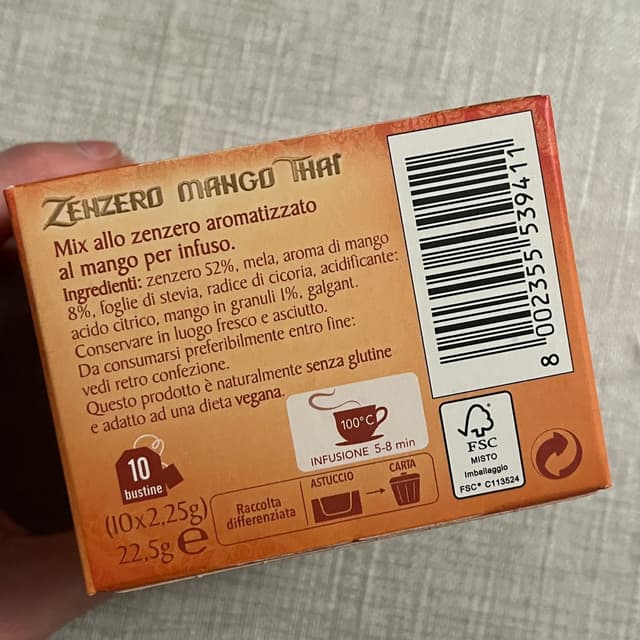 ZENZERO MANGO THAI
Mix allo zenzero aromatizzato
al mango per infuso.
Ingredienti: zenzero 52%, mela, aroma di mango
8%, foglie di stevia, radice di cicoria, acidificante:
acido citrico, mango in granuli 1%, galgant.
Conservare in luogo fresco e asciutto.
Da consumarsi preferibilmente entro fine:
vedi retro confezione.
Questo prodotto è naturalmente senza glutine
e adatto ad una dieta vegana.
100°C
INFUSIONE 5-8 min
10
bustine
(10x2,25g)
22,5g e
Raccolta
differenziata
ASTUCCIO
CARTA
8 002355 539411
FSC
MISTO
Imballaggio
FSC® C113524